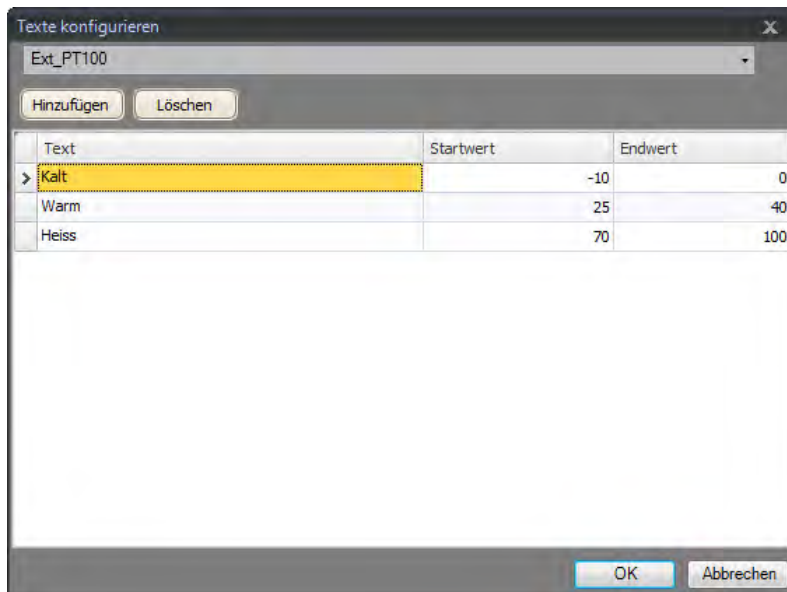 Texte konfigurieren
Ext_PT100
Hinzufügen Löschen
Text Startwert Endwert
Kalt -10 0
Warm 25 40
Heiss 70 100
OK Abbrechen